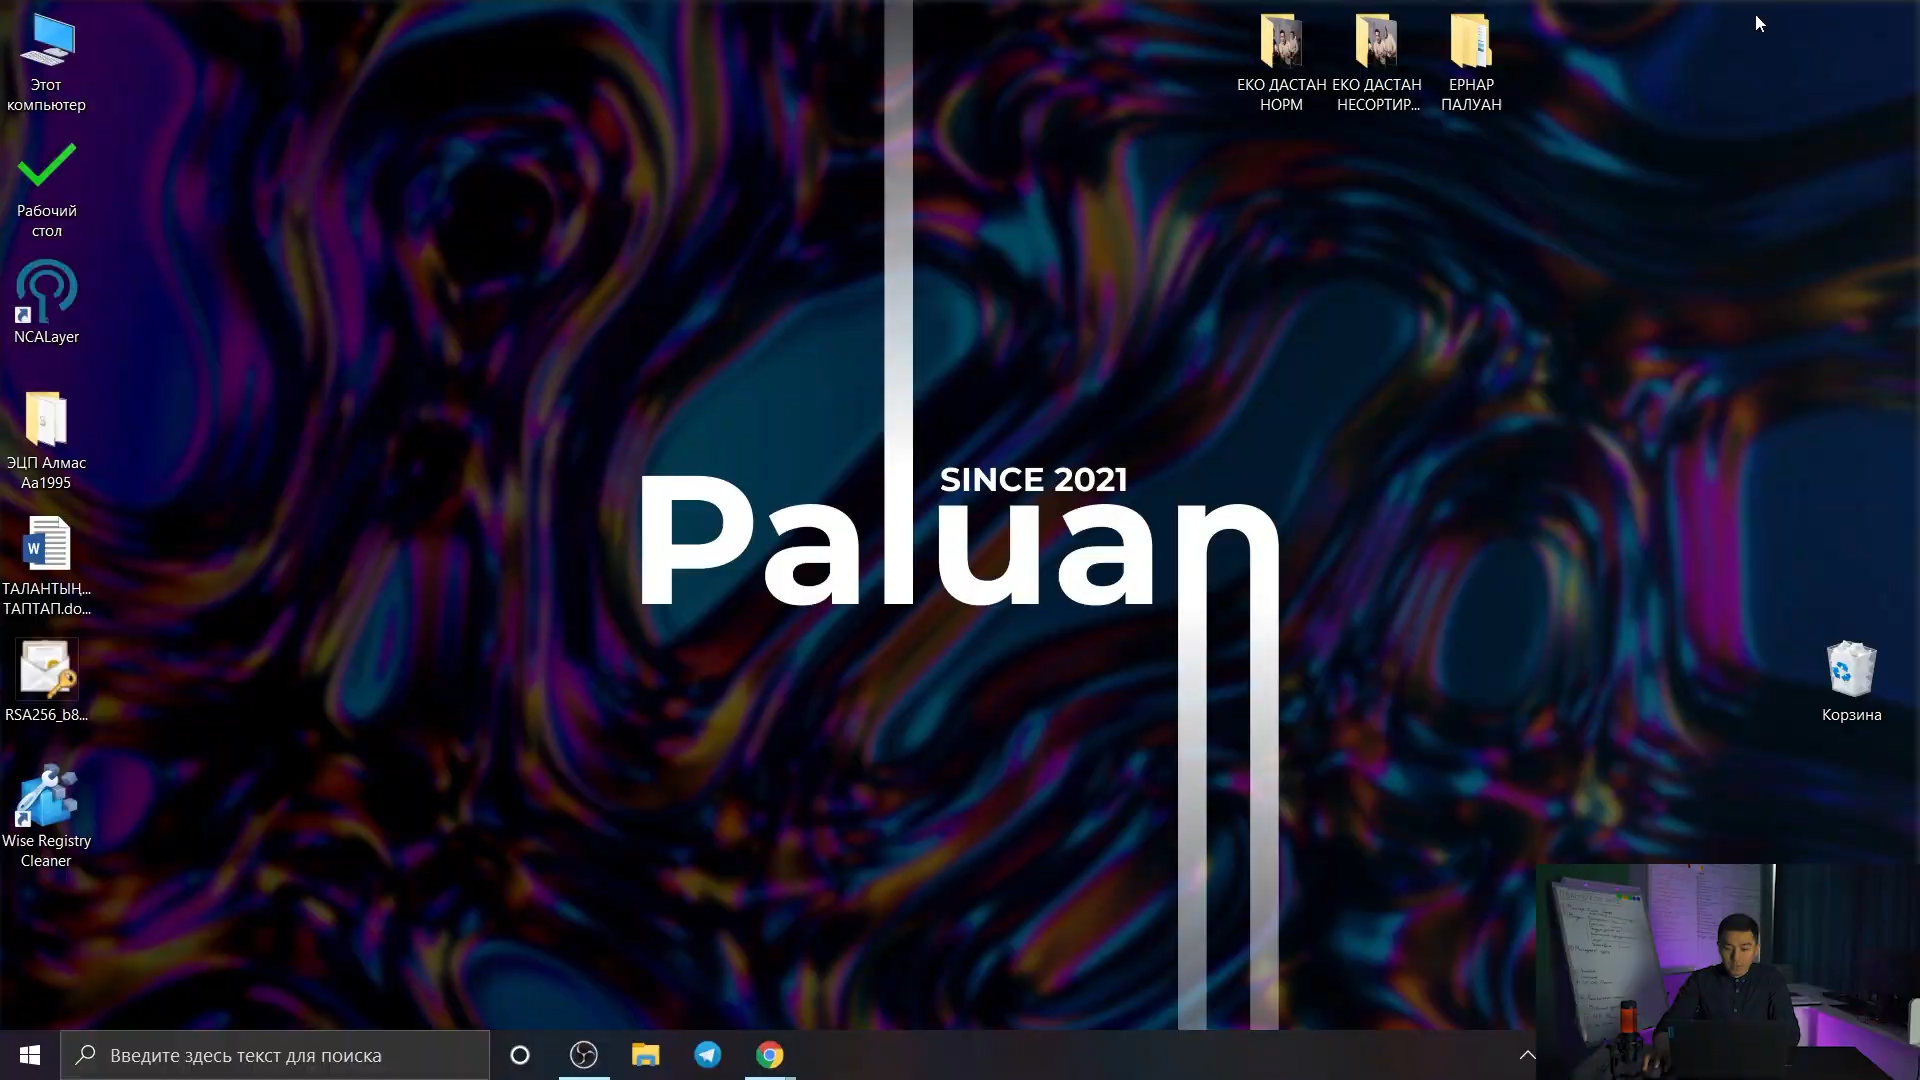 Этот
компьютер
Рабочий
стол
NCALayer
ЭЦП Алмас
Aa1995
ТАЛАНТЫҢ...
ТАПТАП.do...
RSA256_b8...
Wise Registry
Cleaner
ЕКО ДАСТАН
НОРМ
ЕКО ДАСТАН
НЕСОРТИР...
ЕРНАР
ПАЛУАН
SINCE 2021
Paluan
Корзина
Введите здесь текст для поиска